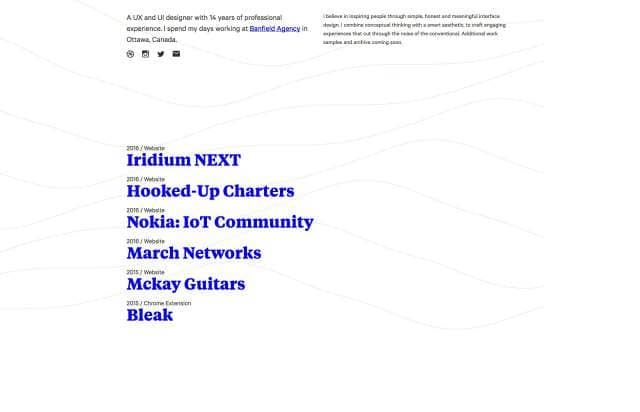 A UX and UI designer with 14 years of professional
experience. I spend my days working at Banfield Agency in
Ottawa, Canada.
I believe in inspiring people through simple, honest and meaningful interface
design. I combine conceptual thinking with a smart aesthetic, to craft engaging
experiences that cut through the noise of the conventional. Additional work
samples and archive coming soon.
2016 / Website
Iridium NEXT
2016 / Website
Hooked-Up Charters
2016 / Website
Nokia: IoT Community
2016 / Website
March Networks
2015 / Website
Mckay Guitars
2015 / Chrome Extension
Bleak